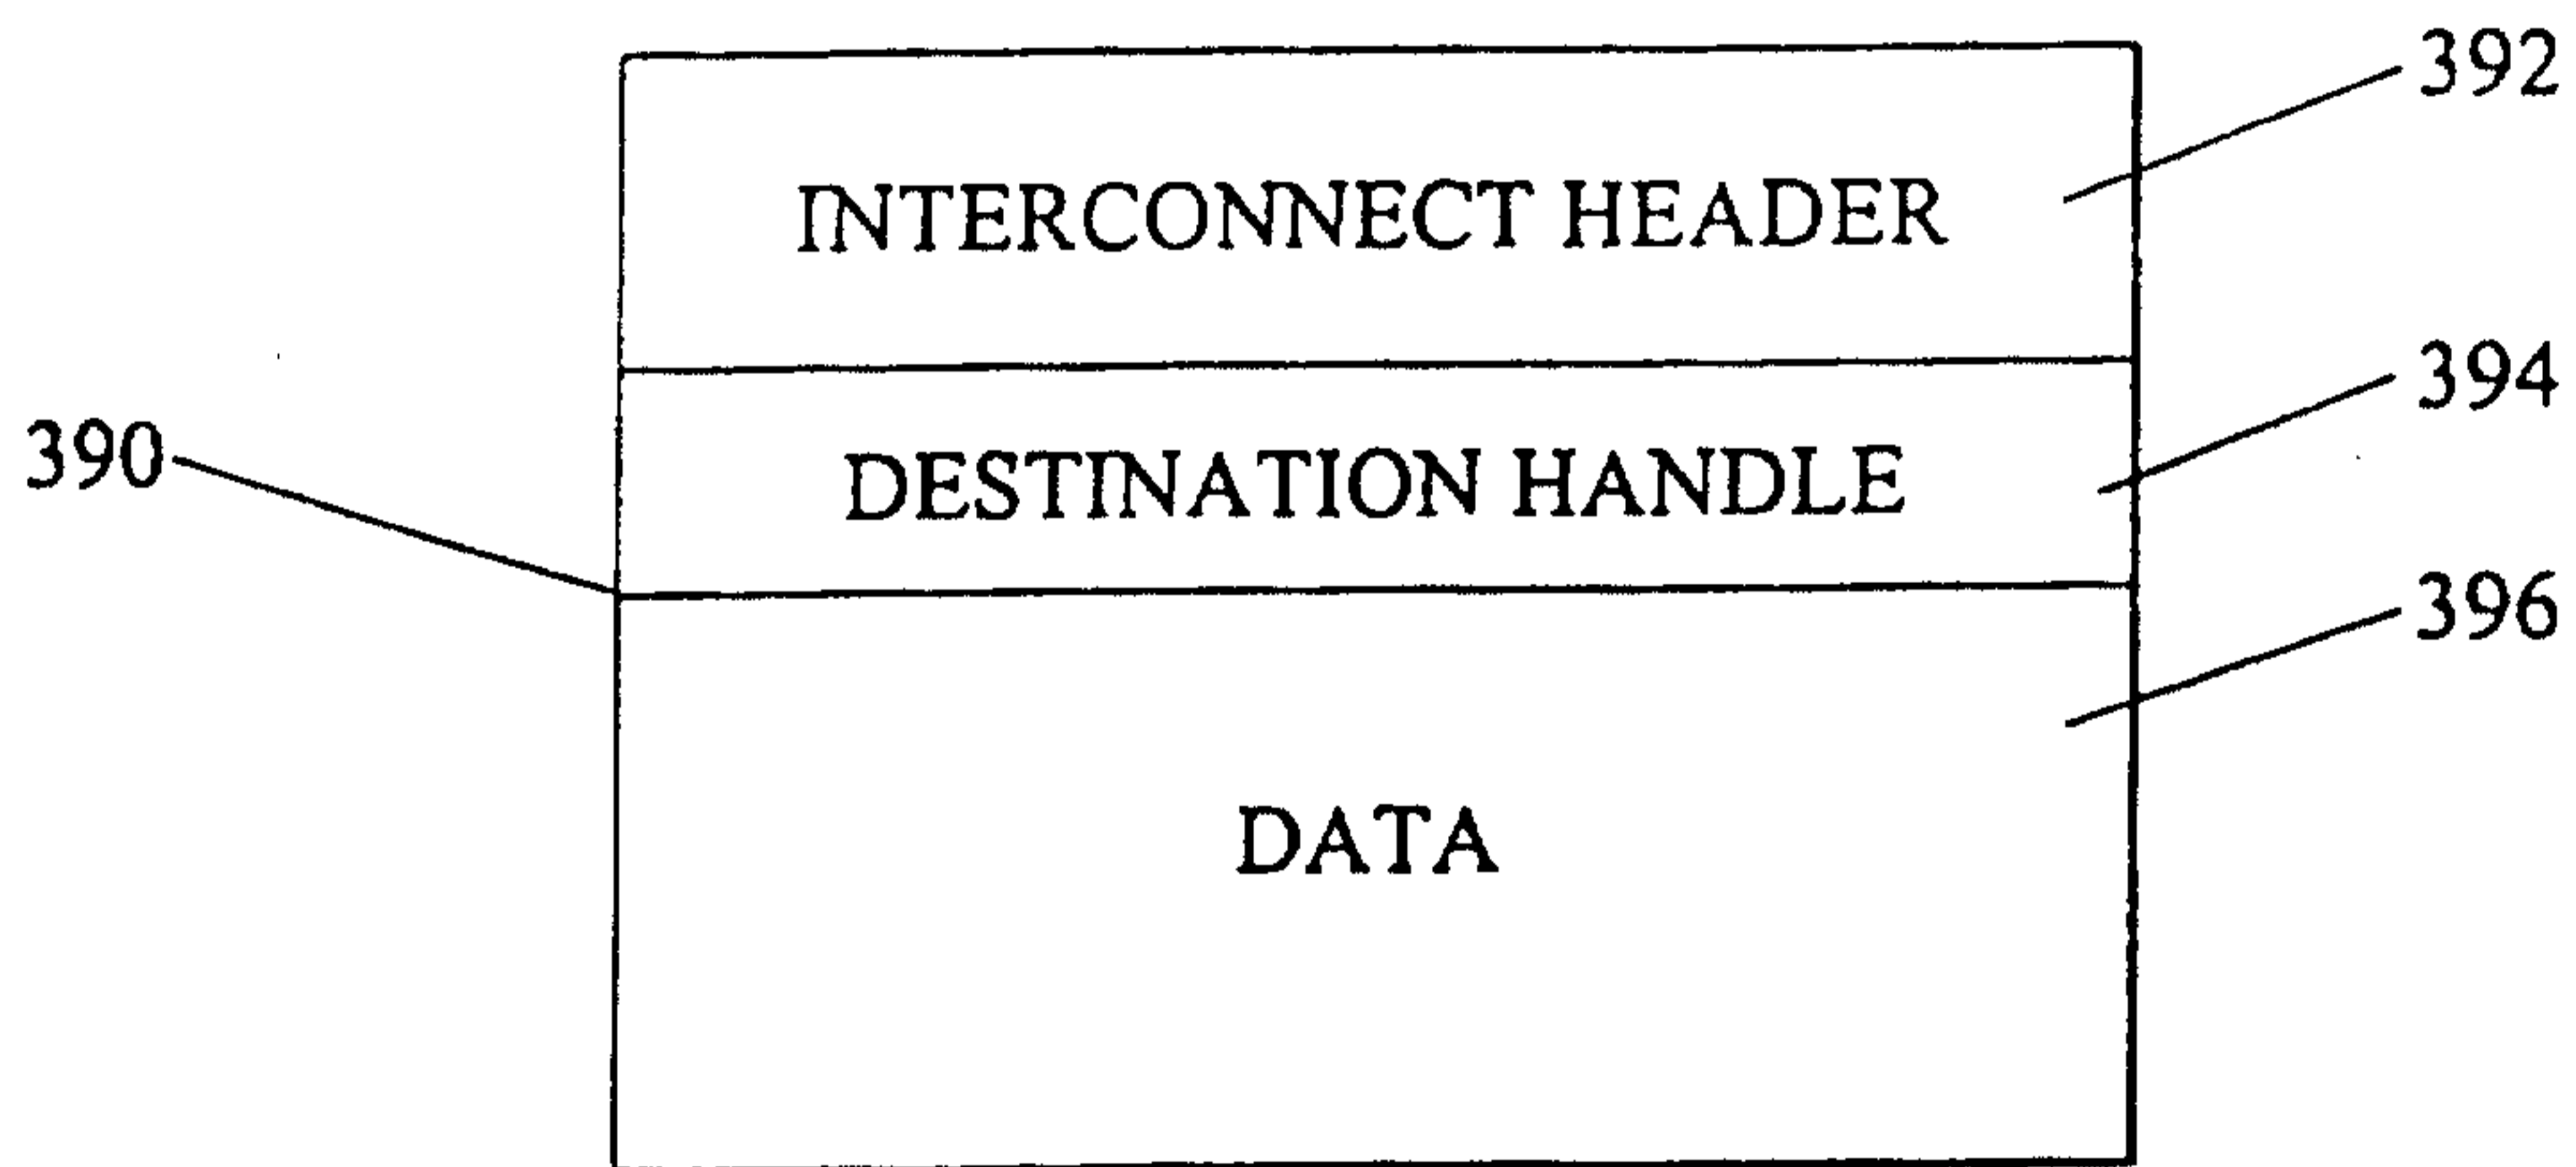 392
INTERCONNECT HEADER
394
390
DESTINATION HANDLE
396
DATA